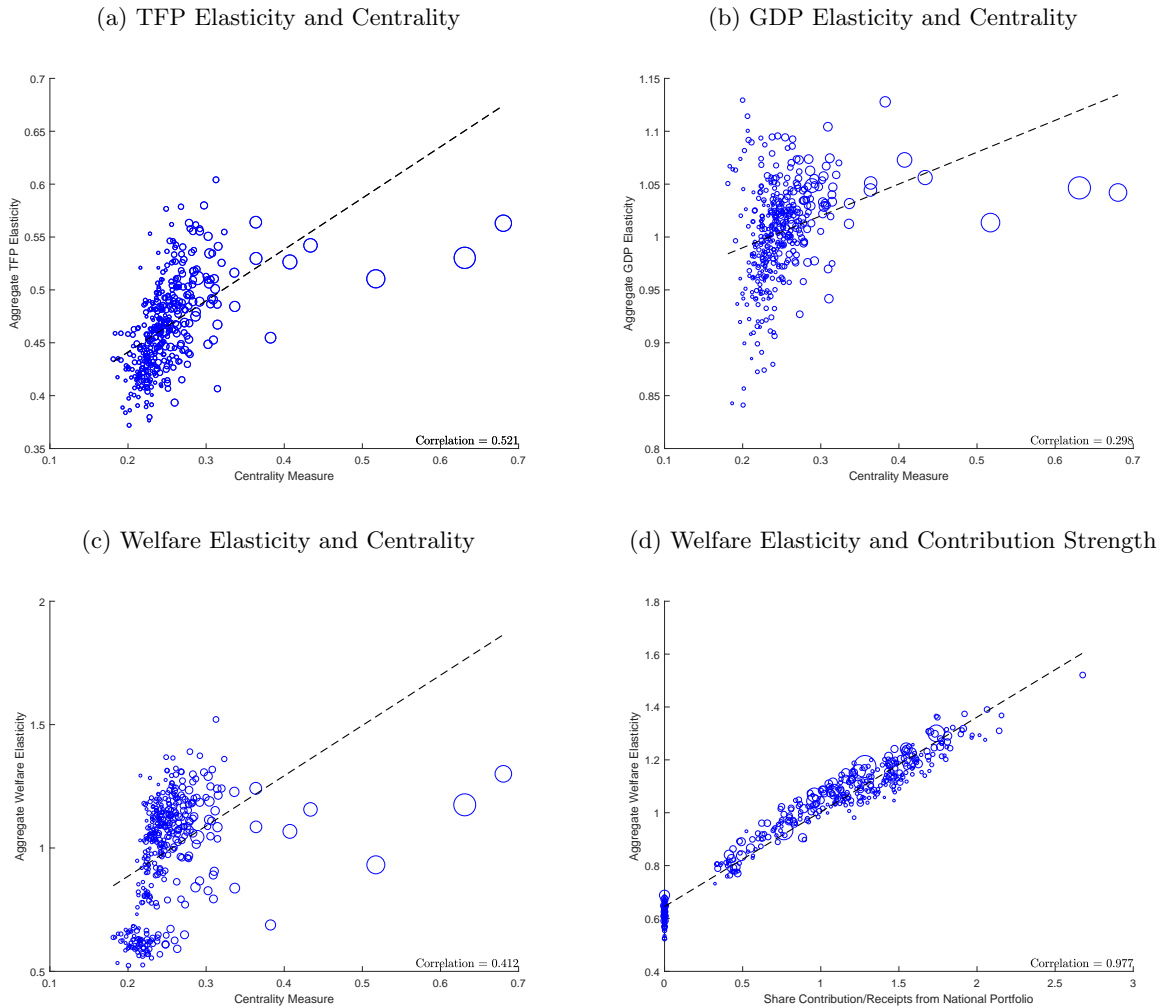 (a) TFP Elasticity and Centrality
0.7
0.65
0.6
0.55
0.5
0.45
0.4
0.35
Aggregate TFP Elasticity
Correlation = 0.521
0.1 0.2 0.3 0.4 0.5 0.6 0.7
Centrality Measure
(b) GDP Elasticity and Centrality
1.15
1.1
1.05
1
0.95
0.9
0.85
0.8
Aggregate GDP Elasticity
Correlation = 0.298
0.1 0.2 0.3 0.4 0.5 0.6 0.7
Centrality Measure
(c) Welfare Elasticity and Centrality
2
1.5
1
0.5
Aggregate Welfare Elasticity
Correlation = 0.412
0.1 0.2 0.3 0.4 0.5 0.6 0.7
Centrality Measure
(d) Welfare Elasticity and Contribution Strength
1.8
1.6
1.4
1.2
1
0.8
0.6
0.4
Aggregate Welfare Elasticity
Correlation = 0.977
0 0.5 1 1.5 2 2.5 3
Share Contribution/Receipts from National Portfolio